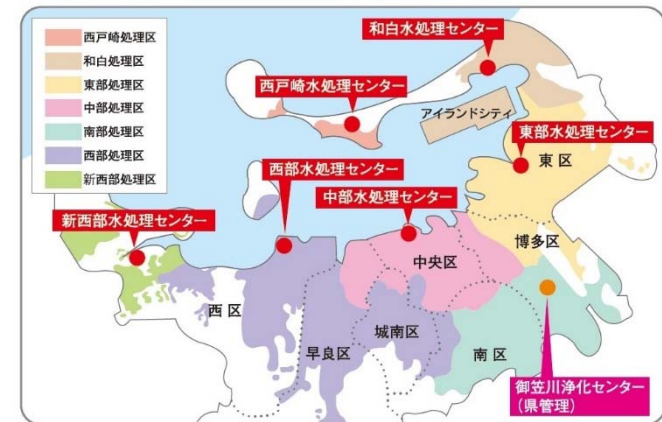 西戸崎処理区
和白処理区
東部処理区
中部処理区
南部処理区
西部処理区
新西部処理区
和白水処理センター
西戸崎水処理センター
アイランドシティ
東部水処理センター
東区
西部水処理センター
中部水処理センター
新西部水処理センター
博多区
中央区
西区
城南区
早良区
南区
御笠川浄化センター
(県管理)